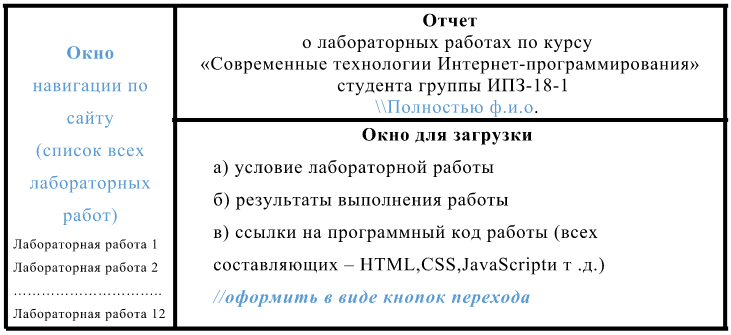 Окно
навигации по
сайту
(список всех
лабораторных
работ)
Лабораторная работа 1
Лабораторная работа 2
…………………………..
Лабораторная работа 12
Отчет
о лабораторных работах по курсу
«Современные технологии Интернет-программирования»
студента группы ИПЗ-18-1
\\Полностью ф.и.о.
Окно для загрузки
а) условие лабораторной работы
б) результаты выполнения работы
в) ссылки на программный код работы (всех
составляющих – HTML,CSS,JavaScriptи т .д.)
//оформить в виде кнопок перехода